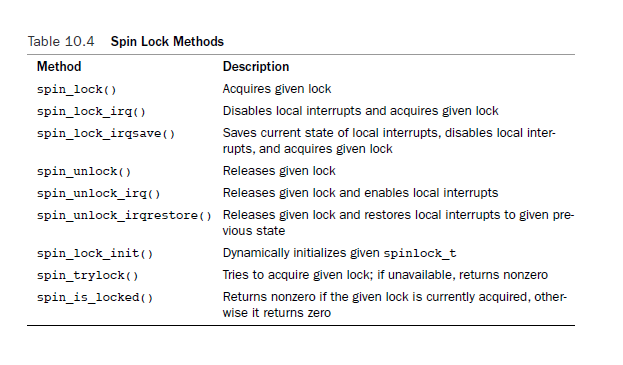 Table 10.4 Spin Lock Methods
Method Description
spin_lock() Acquires given lock
spin_lock_irq() Disables local interrupts and acquires given lock
spin_lock_irqsave() Saves current state of local interrupts, disables local inter-
rupts, and acquires given lock
spin_unlock() Releases given lock
spin_unlock_irq() Releases given lock and enables local interrupts
spin_unlock_irqrestore() Releases given lock and restores local interrupts to given pre-
vious state
spin_lock_init() Dynamically initializes given spinlock_t
spin_trylock() Tries to acquire given lock; if unavailable, returns nonzero
spin_is_locked() Returns nonzero if the given lock is currently acquired, other-
wise it returns zero